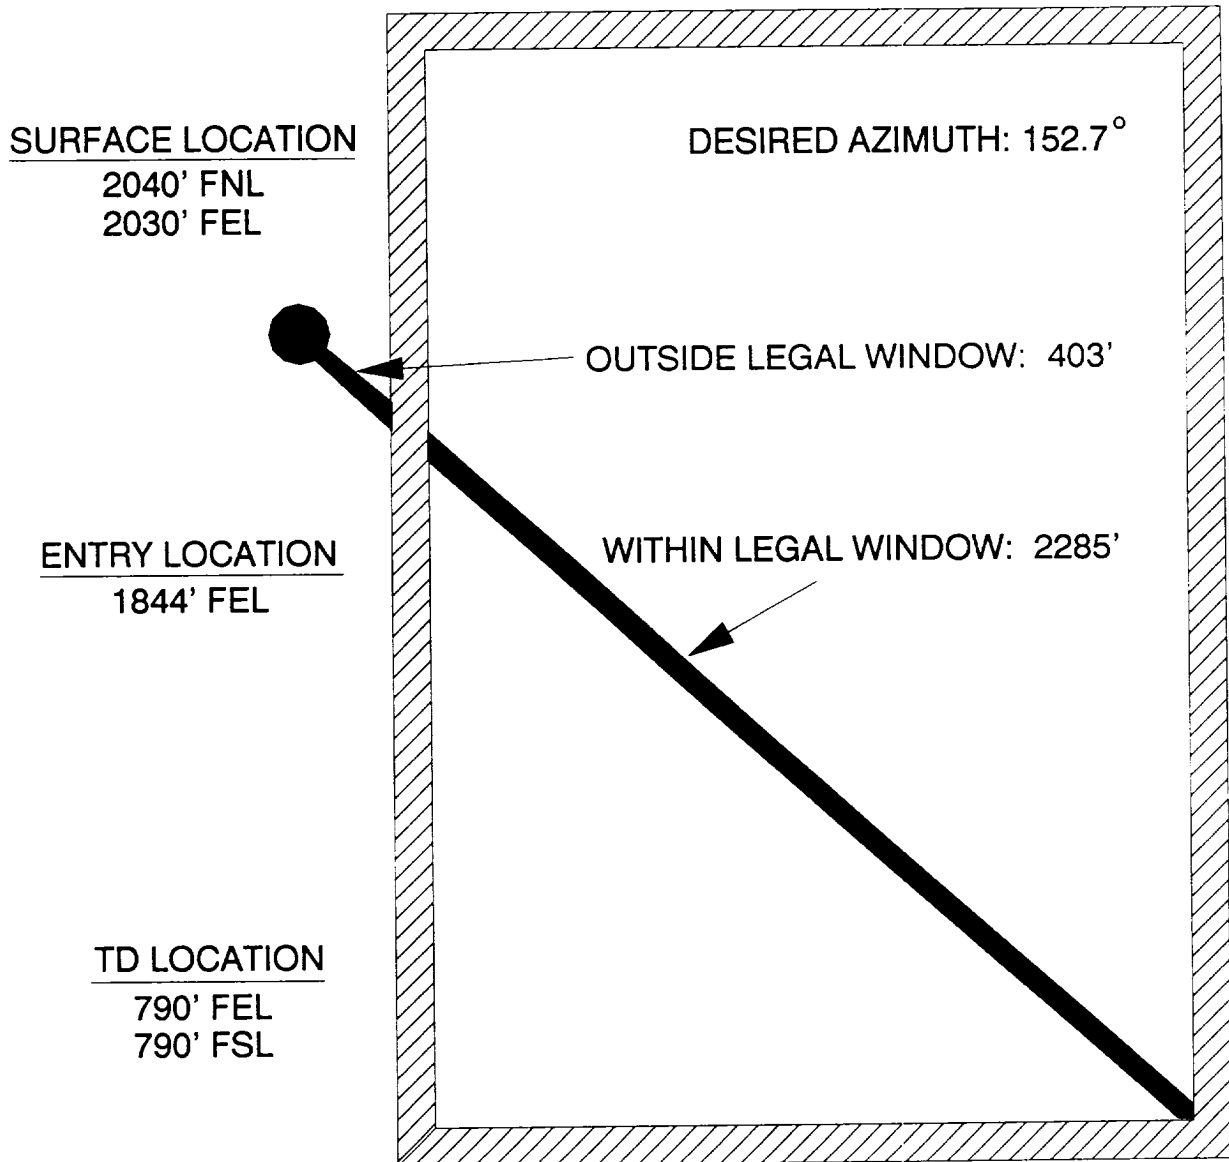 SURFACE LOCATION
2040' FNL
2030' FEL
DESIRED AZIMUTH: 152.7°
OUTSIDE LEGAL WINDOW: 403'
ENTRY LOCATION
1844' FEL
WITHIN LEGAL WINDOW: 2285'
TD LOCATION
790' FEL
790' FSL